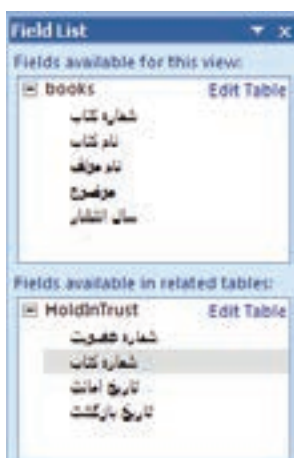 Field List
Fields available for this view:
books Edit Table
شماره کتاب
نام کتاب
نام مولف
موضوع
سال انتشار
Fields available in related tables:
HoldInTrust Edit Table
شماره عضویت
شماره کتاب
تاریخ امانت
تاریخ بازگشت